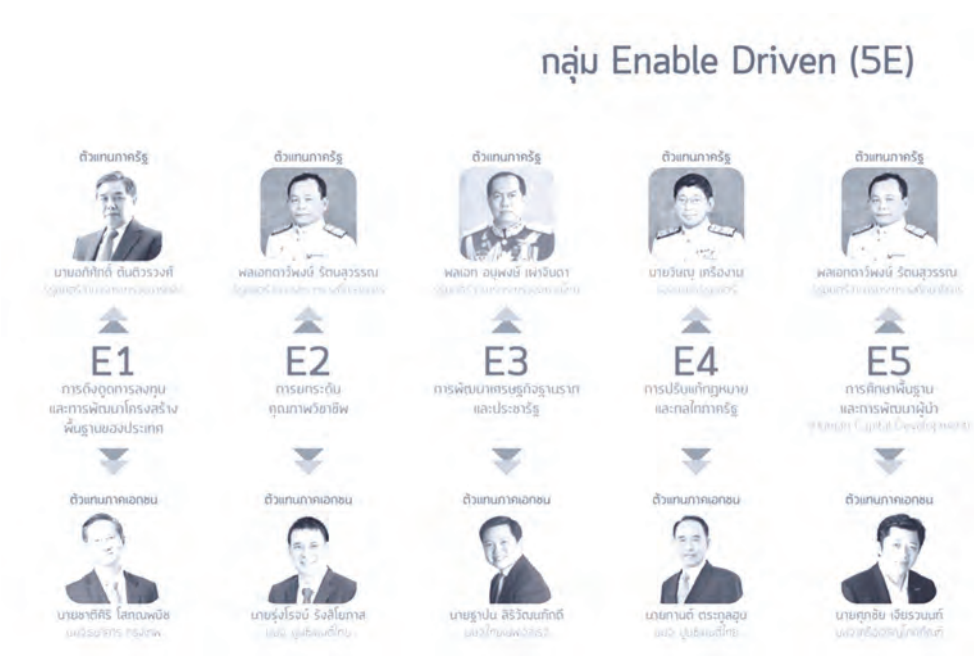 กลุ่ม Enable Driven (5E)
ตัวแทนภาครัฐ
ตัวแทนภาครัฐ
ตัวแทนภาครัฐ
ตัวแทนภาครัฐ
ตัวแทนภาครัฐ
นายอภิศักดิ์ ตันติวรวงศ์
พลเอกดาว์พงษ์ รัตนสุวรรณ
พลเอก อนุพงษ์ เผ่าจินดา
นายวิษณุ เครืองาม
พลเอกดาว์พงษ์ รัตนสุวรรณ
E1
E2
E3
E4
E5
การดึงดูดการลงทุน
และการพัฒนาโครงสร้าง
พื้นฐานของประเทศ
การยกระดับ
คุณภาพวิชาชีพ
การพัฒนาเศรษฐกิจฐานราก
และประชารัฐ
การปรับแก้กฎหมาย
และกลไกภาครัฐ
การศึกษาพื้นฐาน
และการพัฒนาผู้นำ
(Human Capital Development)
ตัวแทนภาคเอกชน
ตัวแทนภาคเอกชน
ตัวแทนภาคเอกชน
ตัวแทนภาคเอกชน
ตัวแทนภาคเอกชน
นายชาติศิริ โสภณพนิช
นายรุ่งโรจน์ รังสิโยภาส
นายฐาปน สิริวัฒนภักดี
นายกานต์ ตระกูลฮุน
นายศุภชัย เจียรวนนท์